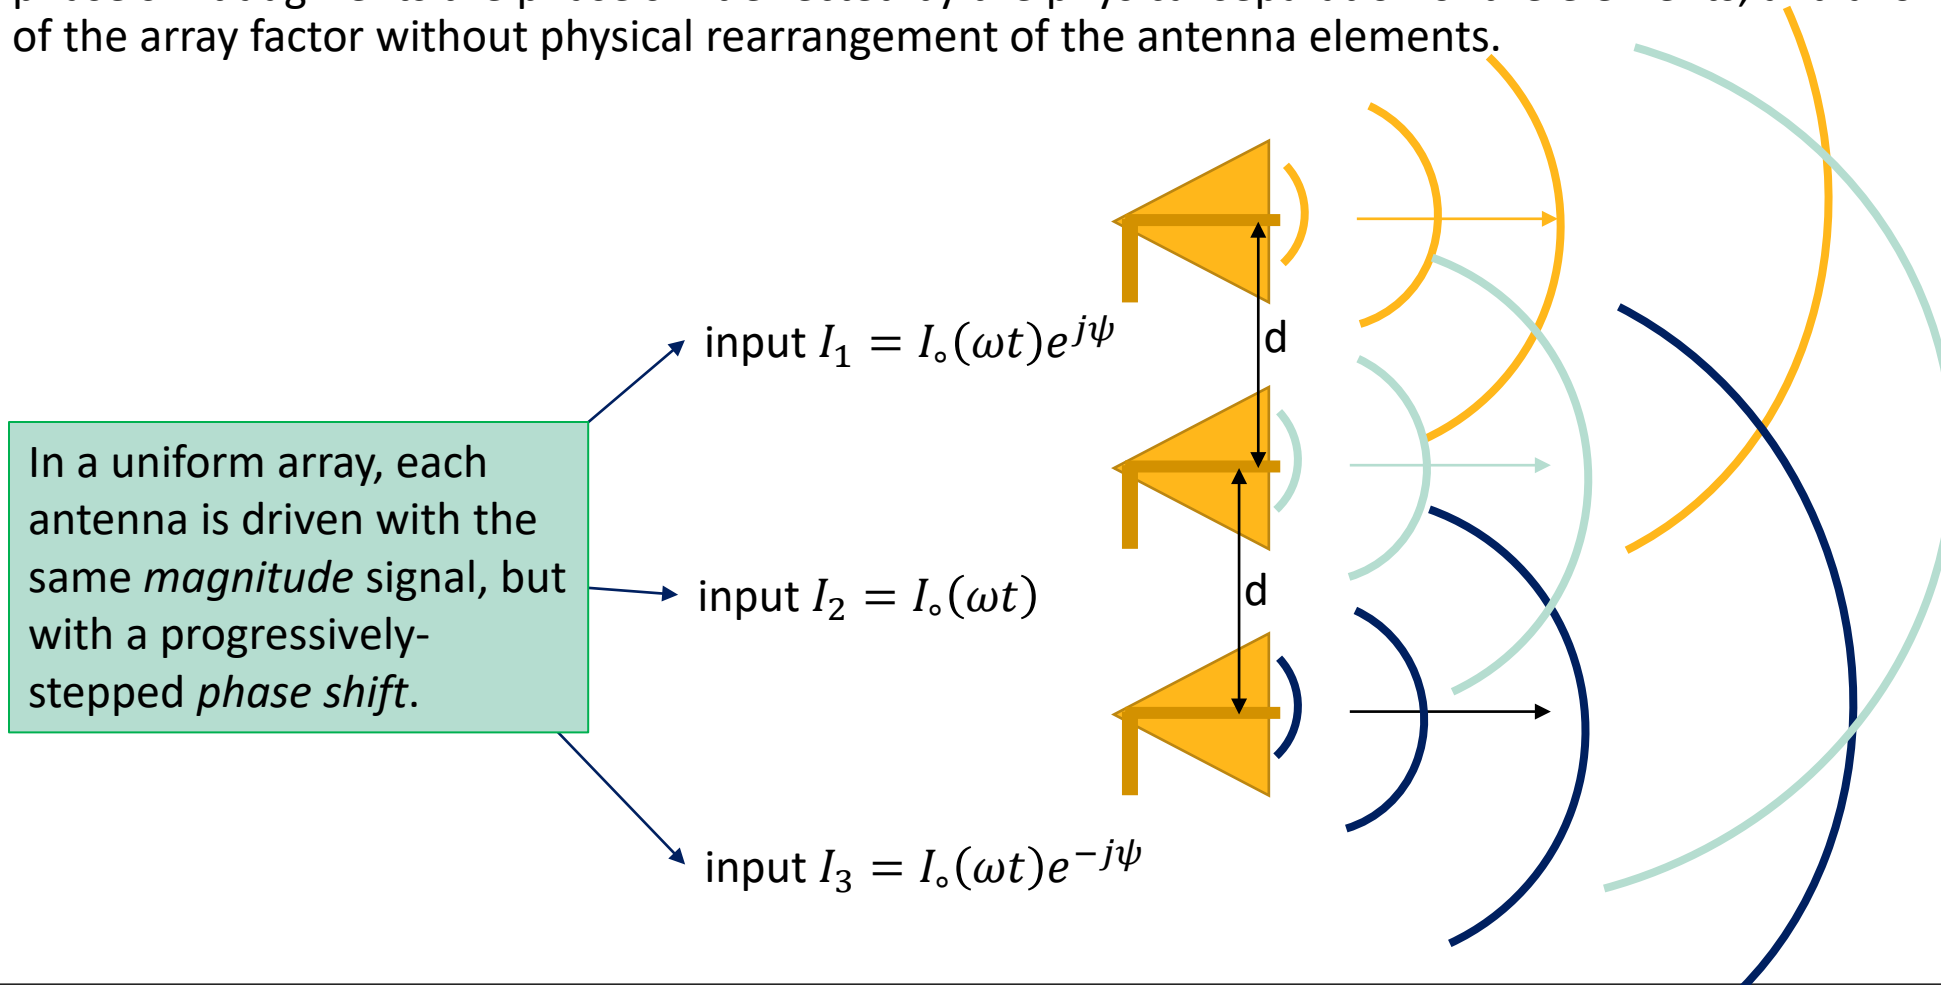 of the array factor without physical rearrangement of the antenna elements.
input I₁ = I∘(ωt)e^{jψ}
d
In a uniform array, each
antenna is driven with the
same magnitude signal, but
with a progressively-
stepped phase shift.
input I₂ = I∘(ωt)
d
input I₃ = I∘(ωt)e^{−jψ}